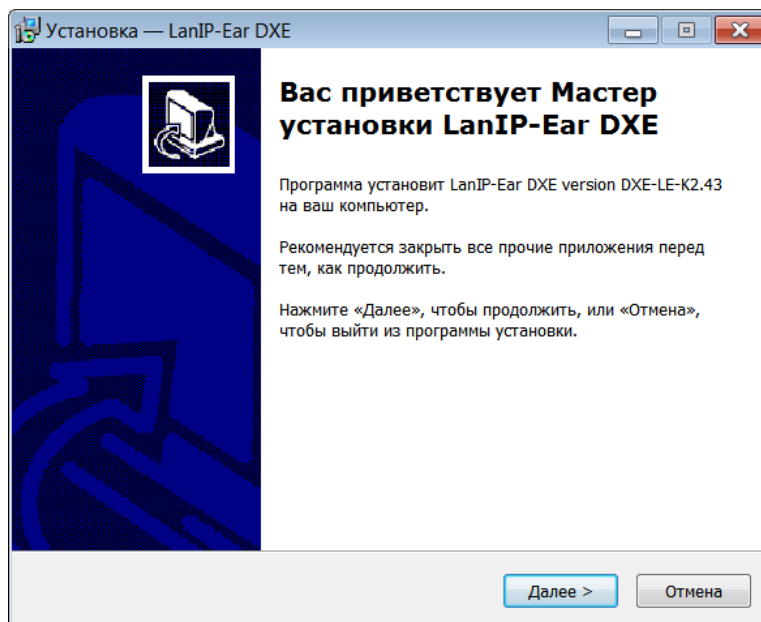 Установка — LanIP-Ear DXE
Вас приветствует Мастер
установки LanIP-Ear DXE
Программа установит LanIP-Ear DXE version DXE-LE-K2.43
на ваш компьютер.
Рекомендуется закрыть все прочие приложения перед
тем, как продолжить.
Нажмите «Далее», чтобы продолжить, или «Отмена»,
чтобы выйти из программы установки.
Далее >
Отмена